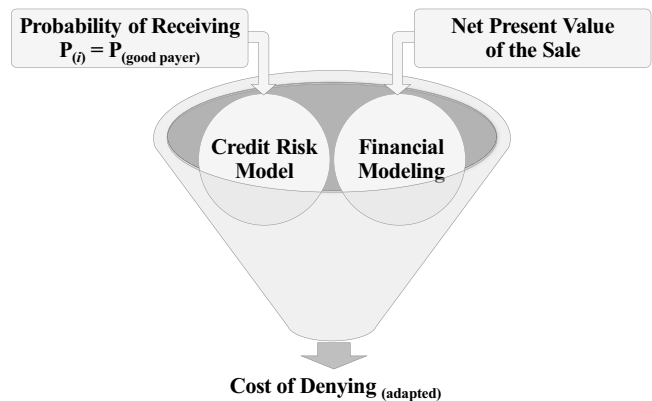 Probability of Receiving
P(i) = P(good payer)
Net Present Value
of the Sale
Credit Risk
Model
Financial
Modeling
Cost of Denying (adapted)